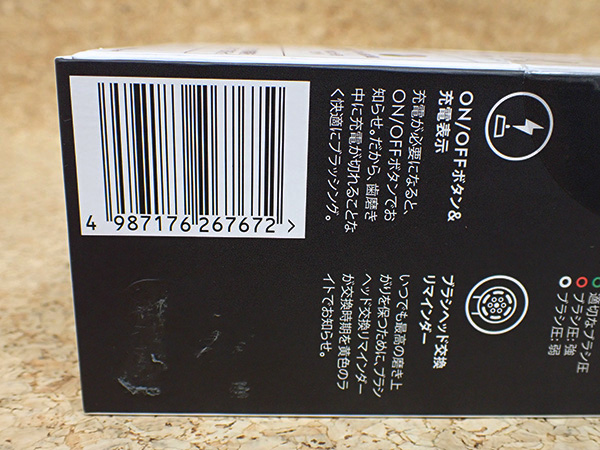 4 987176 267672 >
ON/OFFボタン&
充電表示
充電が必要になると、
ON/OFFボタンでお
知らせ。だから、歯磨き
中に充電が切れることな
く快適にブラッシング。
ブラシヘッド交換
リマインダー
いつでも最高の磨き上
がりを保つために、ブラシ
ヘッド交換リマインダー
が交換時期を黄色のラ
イトでお知らせ。
適切なブラシ圧
ブラシ圧:強
ブラシ圧:弱